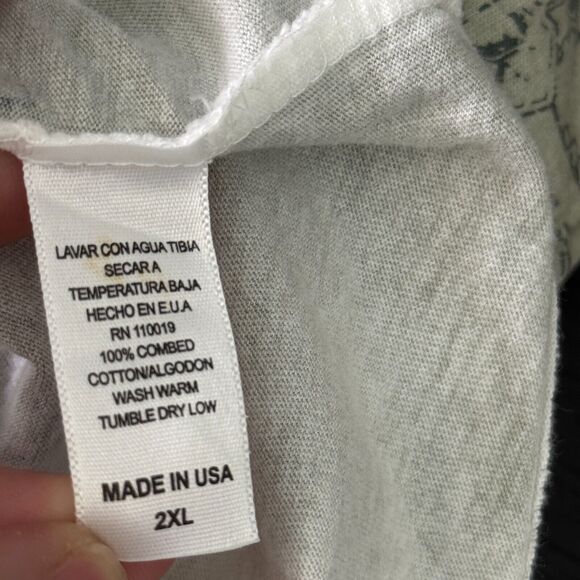 LAVAR CON AGUA TIBIA
SECAR A
TEMPERATURA BAJA
HECHO EN E.U.A
RN 110019
100% COMBED
COTTON/ALGODON
WASH WARM
TUMBLE DRY LOW
MADE IN USA
2XL